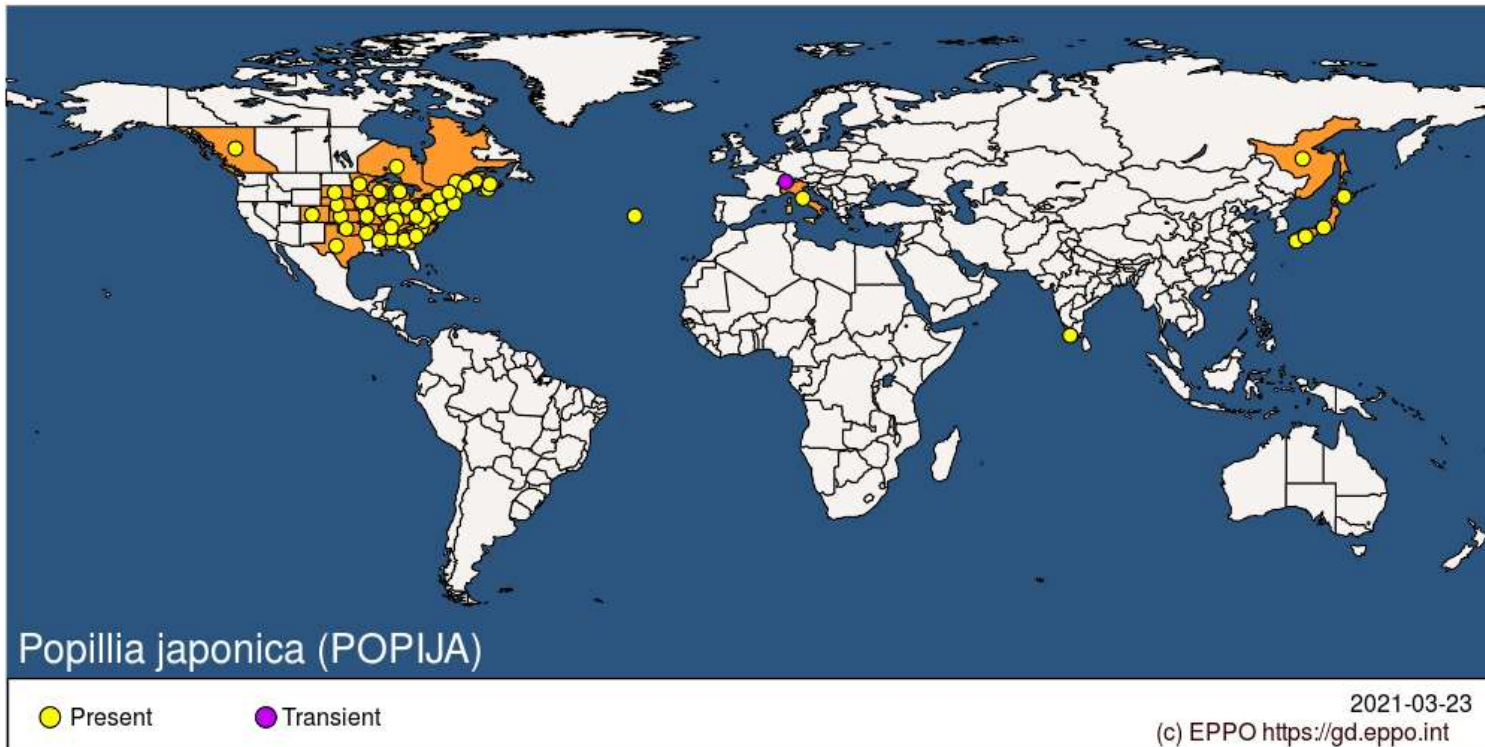 Popillia japonica (POPIJA)
Present
Transient
2021-03-23
(c) EPPO https://gd.eppo.int